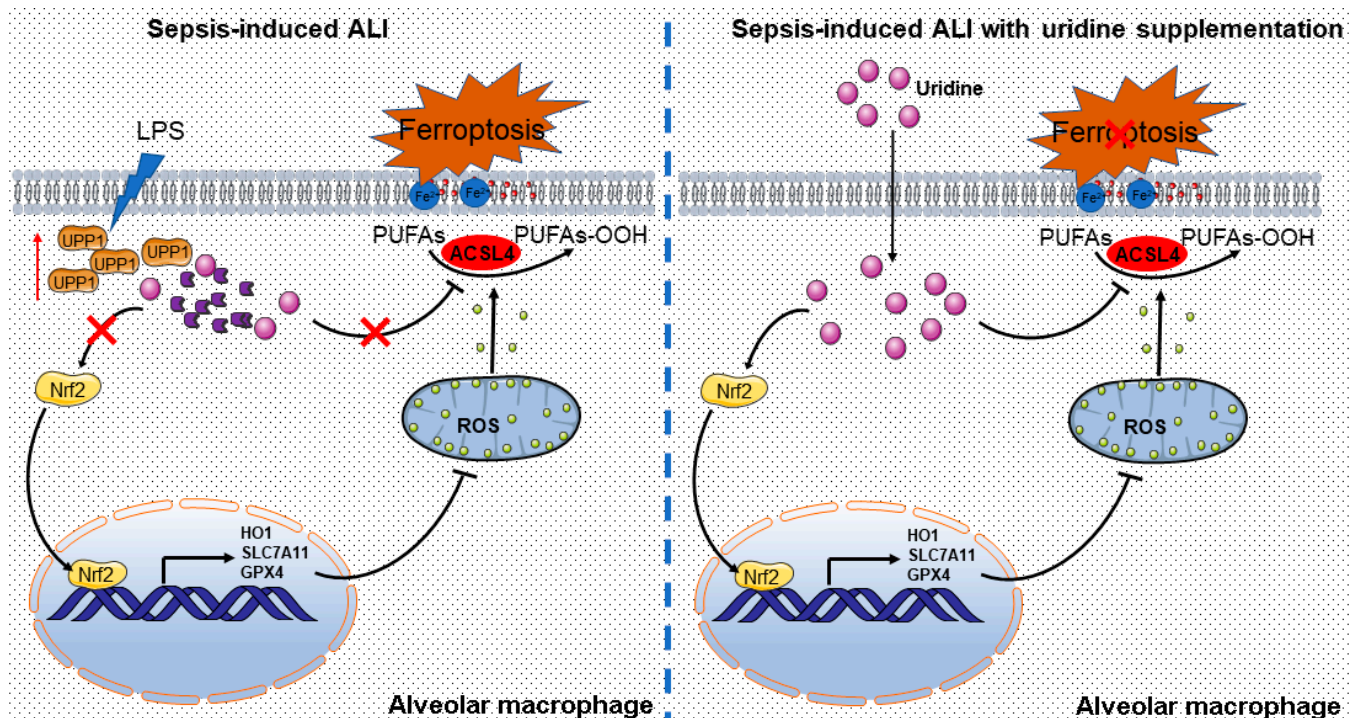 Sepsis-induced ALI
LPS
Ferroptosis
Fe2+
Fe2+
UPP1
UPP1
UPP1
UPP1
PUFAs
ACSL4
PUFAs-OOH
Nrf2
ROS
HO1
SLC7A11
GPX4
Nrf2
Alveolar macrophage
Sepsis-induced ALI with uridine supplementation
Uridine
Ferroptosis
Fe2+
Fe2+
PUFAs
ACSL4
PUFAs-OOH
Nrf2
ROS
HO1
SLC7A11
GPX4
Nrf2
Alveolar macrophage